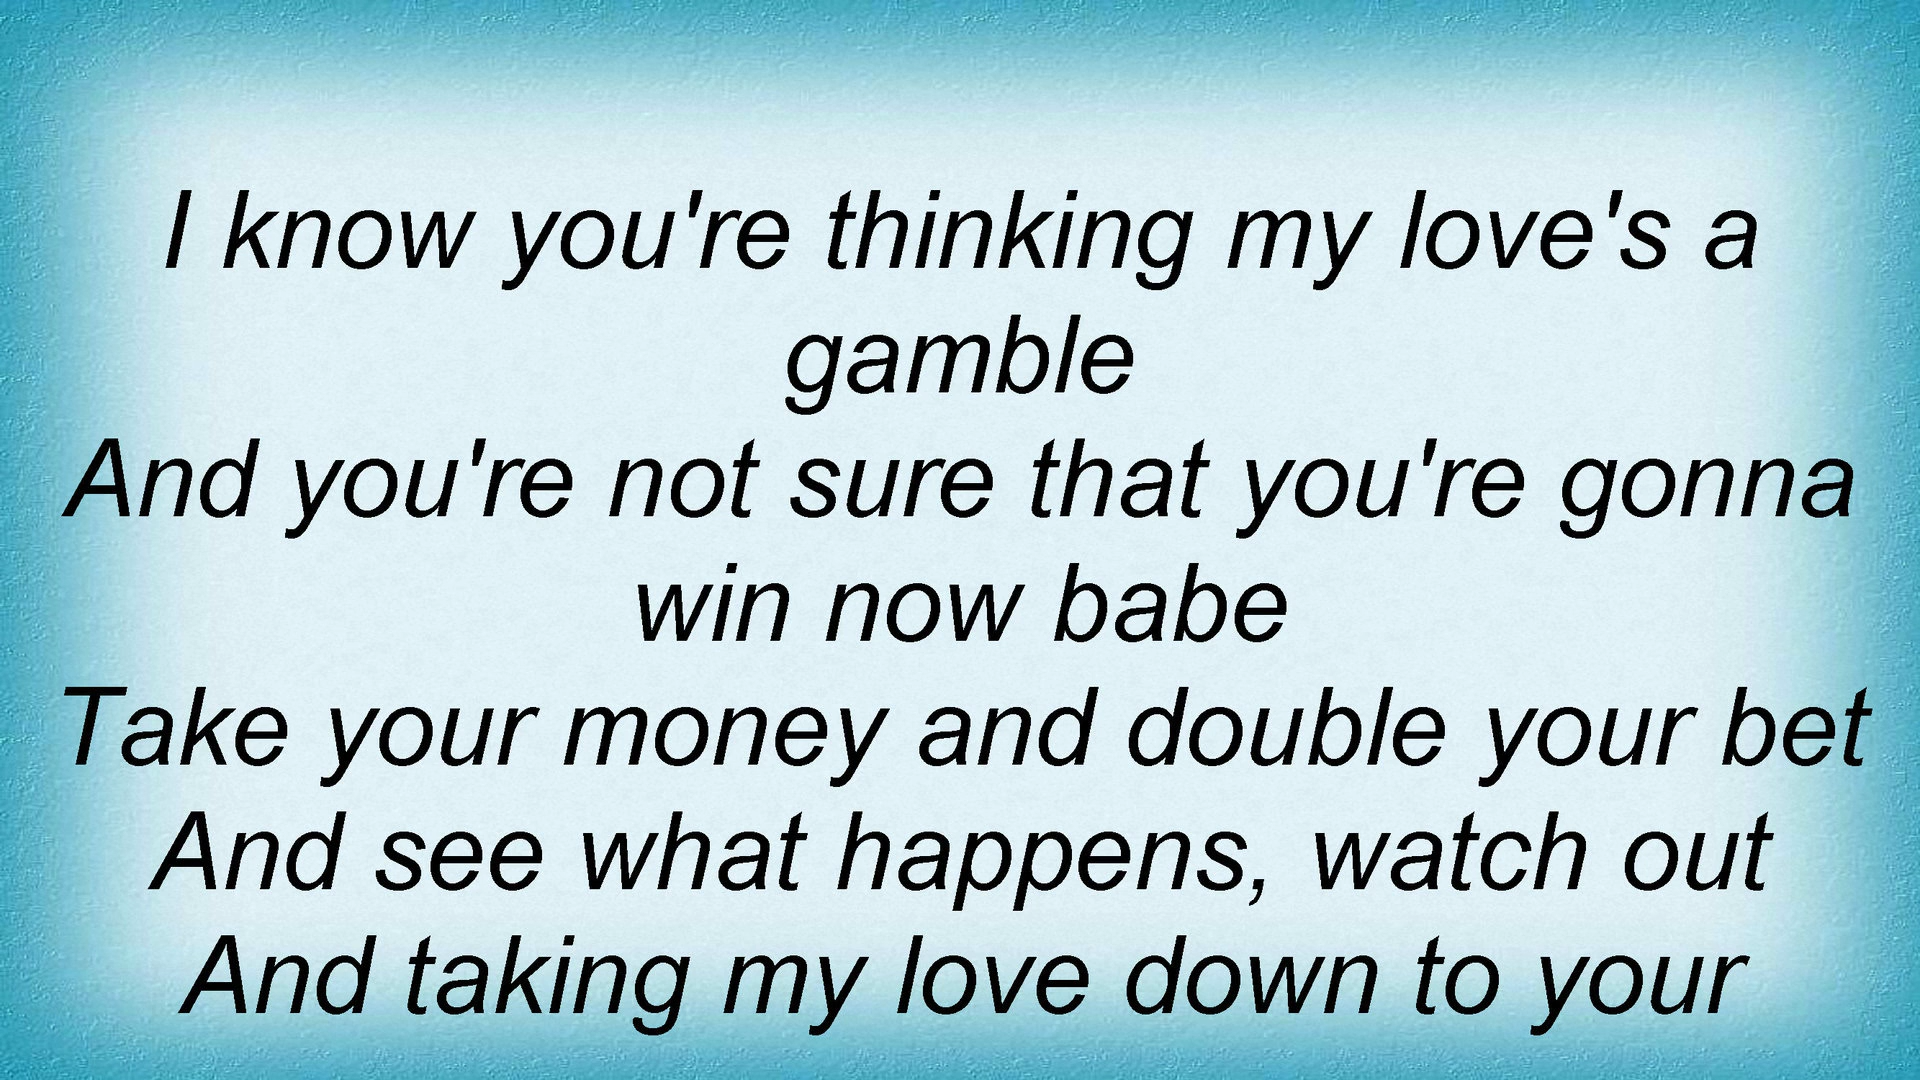 I know you're thinking my love's a
gamble
And you're not sure that you're gonna
win now babe
Take your money and double your bet
And see what happens, watch out
And taking my love down to your